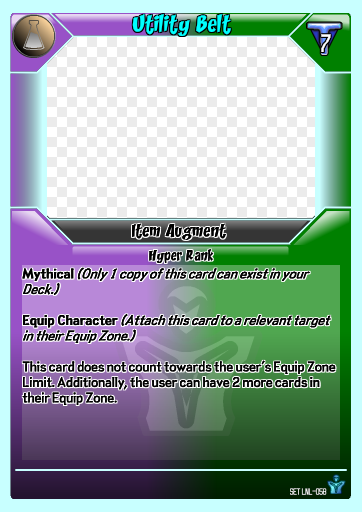 Utility Belt
7
Item Augment
Hyper Rank
Mythical (Only 1 copy of this card can exist in your
Deck.)
Equip Character (Attach this card to a relevant target
in their Equip Zone.)
This card does not count towards the user's Equip Zone
Limit. Additionally, the user can have 2 more cards in
their Equip Zone.
SET LNL-058